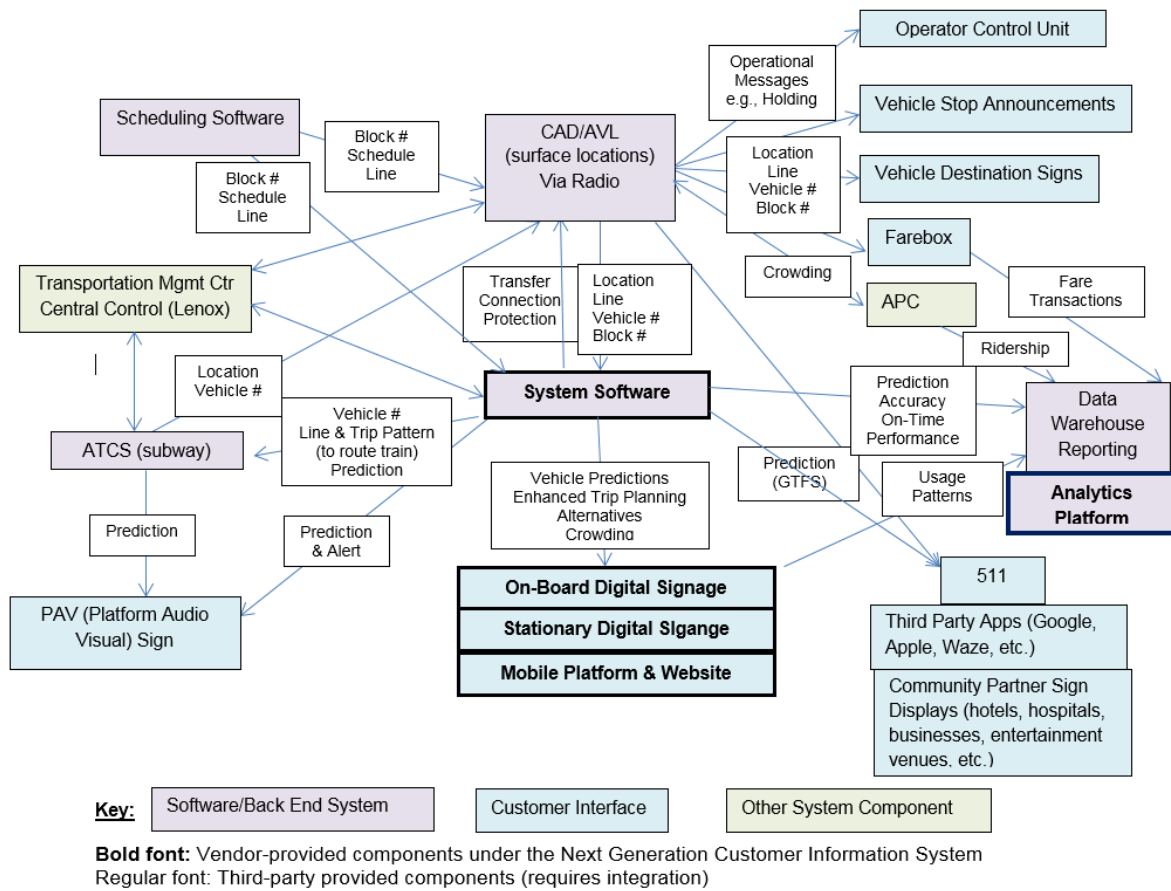 Operator Control Unit
Operational
Messages
e.g., Holding
Scheduling Software
Block #
Schedule
Line
Block #
Schedule
Line
CAD/AVL
(surface locations)
Via Radio
Vehicle Stop Announcements
Location
Line
Vehicle #
Block #
Vehicle Destination Signs
Farebox
Crowding
Transportation Mgmt Ctr
Central Control (Lenox)
Transfer
Connection
Protection
Location
Line
Vehicle #
Block #
APC
Fare
Transactions
Ridership
Location
Vehicle #
System Software
Prediction
Accuracy
On-Time
Performance
Data
Warehouse
Reporting
Vehicle #
Line & Trip Pattern
(to route train)
Prediction
ATCS (subway)
Prediction
(GTFS)
Usage
Patterns
Analytics
Platform
Vehicle Predictions
Enhanced Trip Planning
Alternatives
Crowding
Prediction
Prediction
& Alert
On-Board Digital Signage
Stationary Digital SIgange
Mobile Platform & Website
511
PAV (Platform Audio
Visual) Sign
Third Party Apps (Google,
Apple, Waze, etc.)
Community Partner Sign
Displays (hotels, hospitals,
businesses, entertainment
venues, etc.)
Key:
Software/Back End System
Customer Interface
Other System Component
Bold font: Vendor-provided components under the Next Generation Customer Information System
Regular font: Third-party provided components (requires integration)